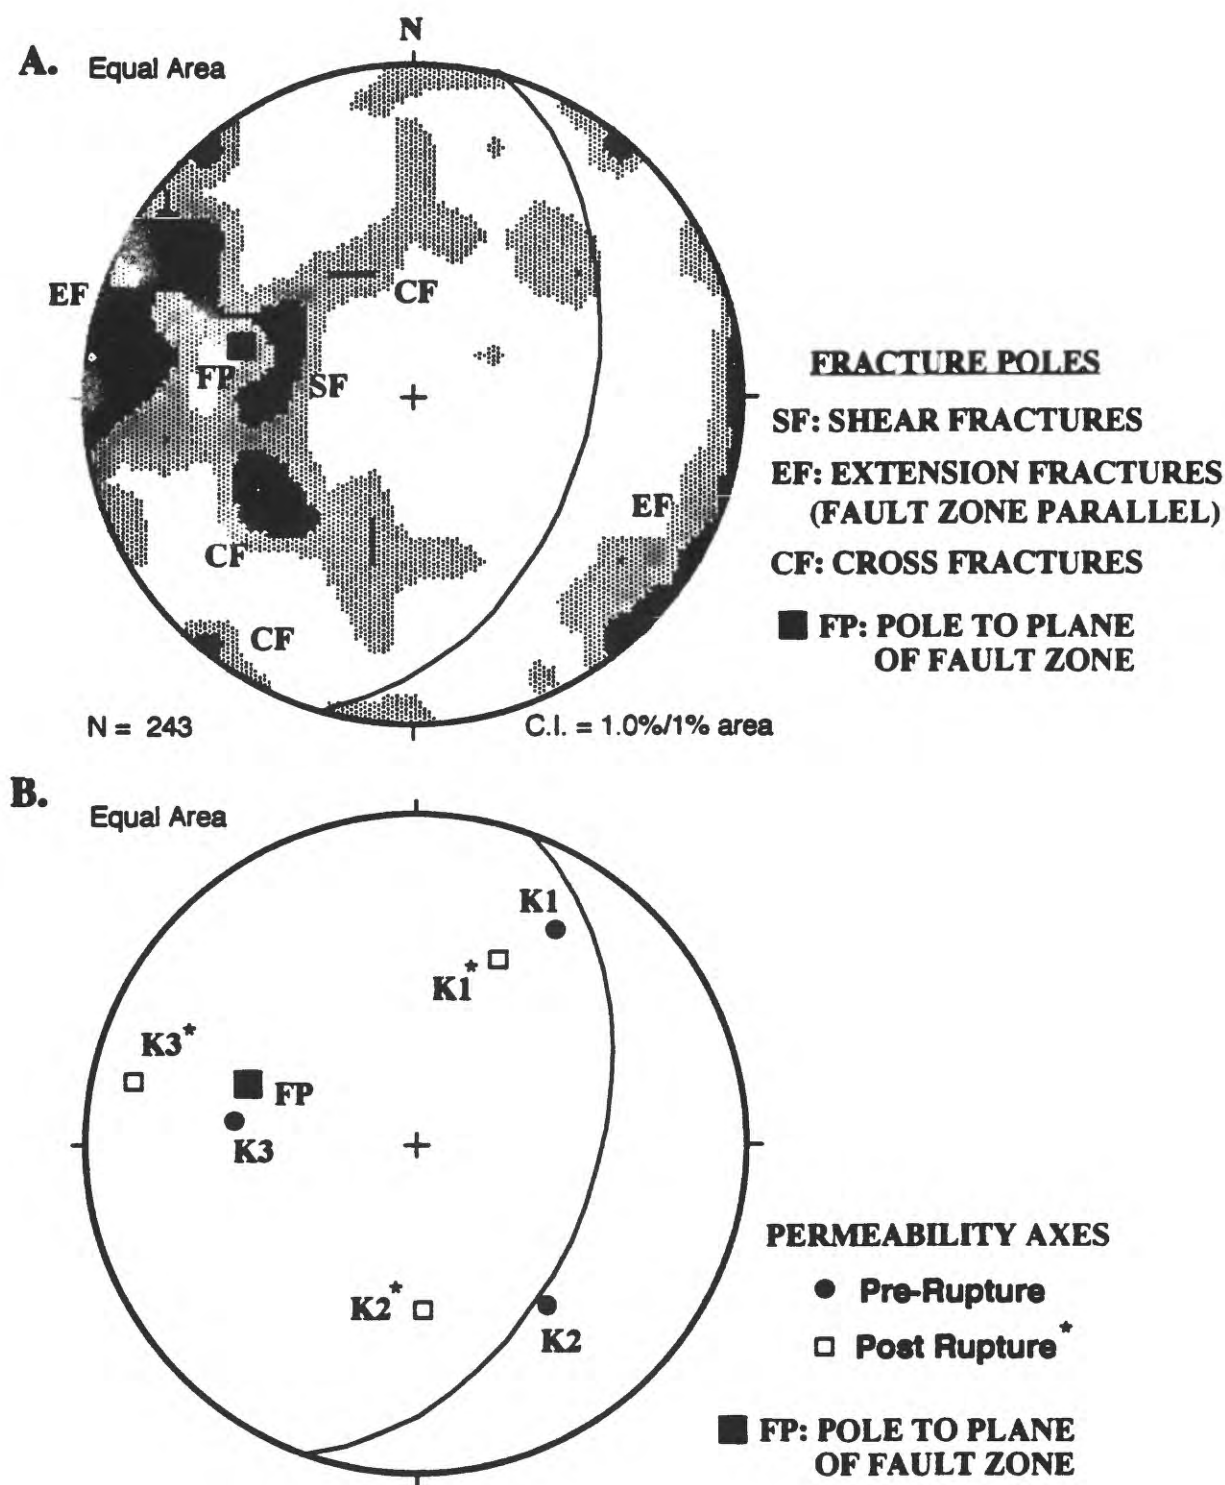 N
A. Equal Area
EF
CF
FP
SF
EF
CF
CF
FRACTURE POLES
SF: SHEAR FRACTURES
EF: EXTENSION FRACTURES
(FAULT ZONE PARALLEL)
CF: CROSS FRACTURES
FP: POLE TO PLANE
OF FAULT ZONE
N = 243
C.I. = 1.0%/1% area
B.
Equal Area
K1
K1*
K3*
FP
K3
K2*
K2
PERMEABILITY AXES
Pre-Rupture
Post Rupture*
FP: POLE TO PLANE
OF FAULT ZONE